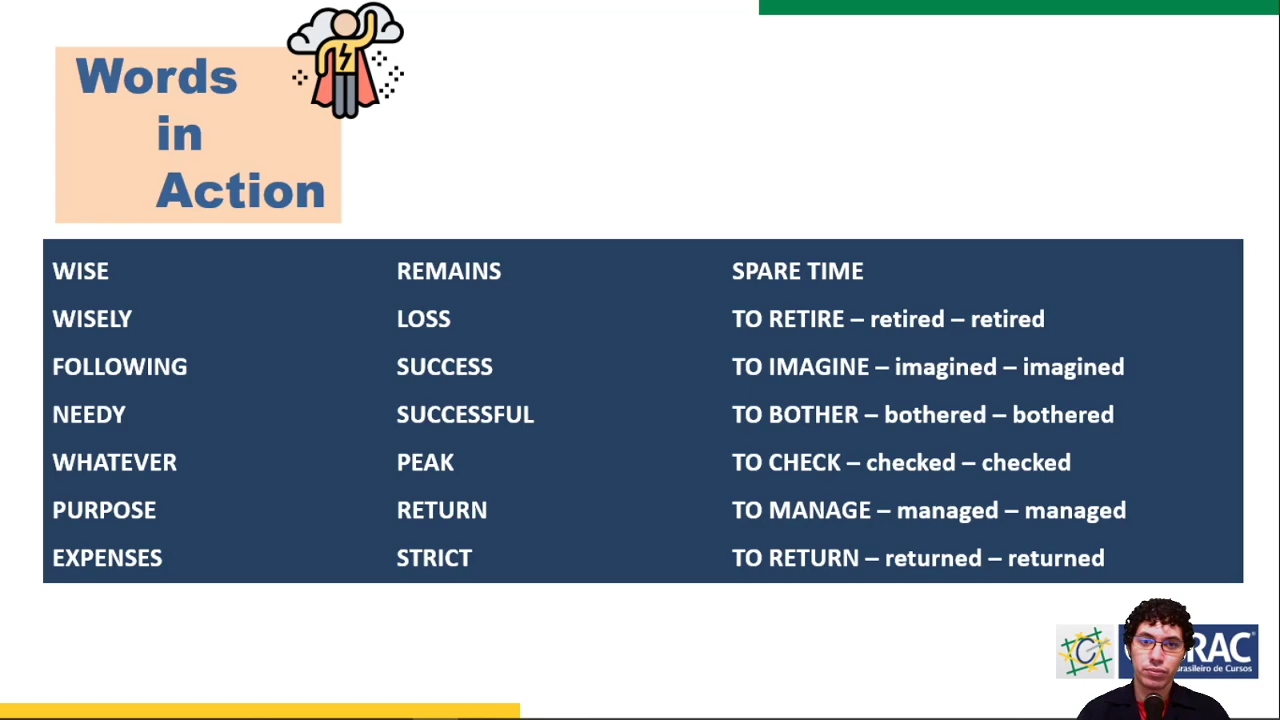 Words
in
Action
WISE REMAINS SPARE TIME
WISELY LOSS TO RETIRE – retired – retired
FOLLOWING SUCCESS TO IMAGINE – imagined – imagined
NEEDY SUCCESSFUL TO BOTHER – bothered – bothered
WHATEVER PEAK TO CHECK – checked – checked
PURPOSE RETURN TO MANAGE – managed – managed
EXPENSES STRICT TO RETURN – returned – returned
de Cursos